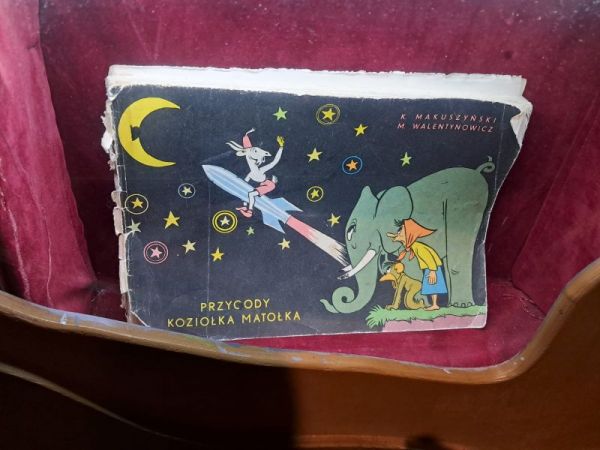 K. MAKUSZYŃSKI
M. WALENTYNOWICZ
PRZYGODY
KOZIOŁKA MATOŁKA